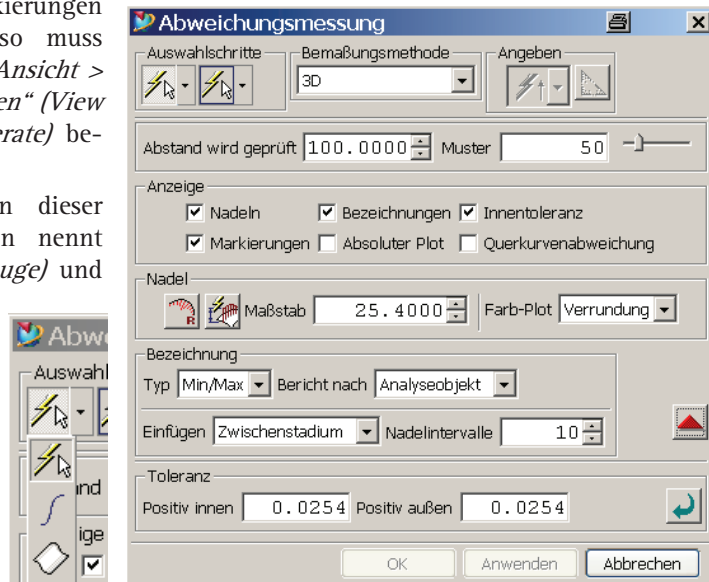 kierungen
so muss
Ansicht >
en“ (View
erate) be-
n dieser
n nennt
uge) und
Abweichungsmessung
Auswahlschritte Bemaßungsmethode Angeben
3D
Abstand wird geprüft 100.0000 Muster 50
Anzeige
Nadeln Bezeichnungen Innentoleranz
Markierungen Absoluter Plot Querkurvenabweichung
Nadel
R Maßstab 25.4000 Farb-Plot Verrundung
Bezeichnung
Typ Min/Max Bericht nach Analyseobjekt
Einfügen Zwischenstadium Nadelintervalle 10
Toleranz
Positiv innen 0.0254 Positiv außen 0.0254
OK Anwenden Abbrechen
Abw
Auswahl
nd
ige